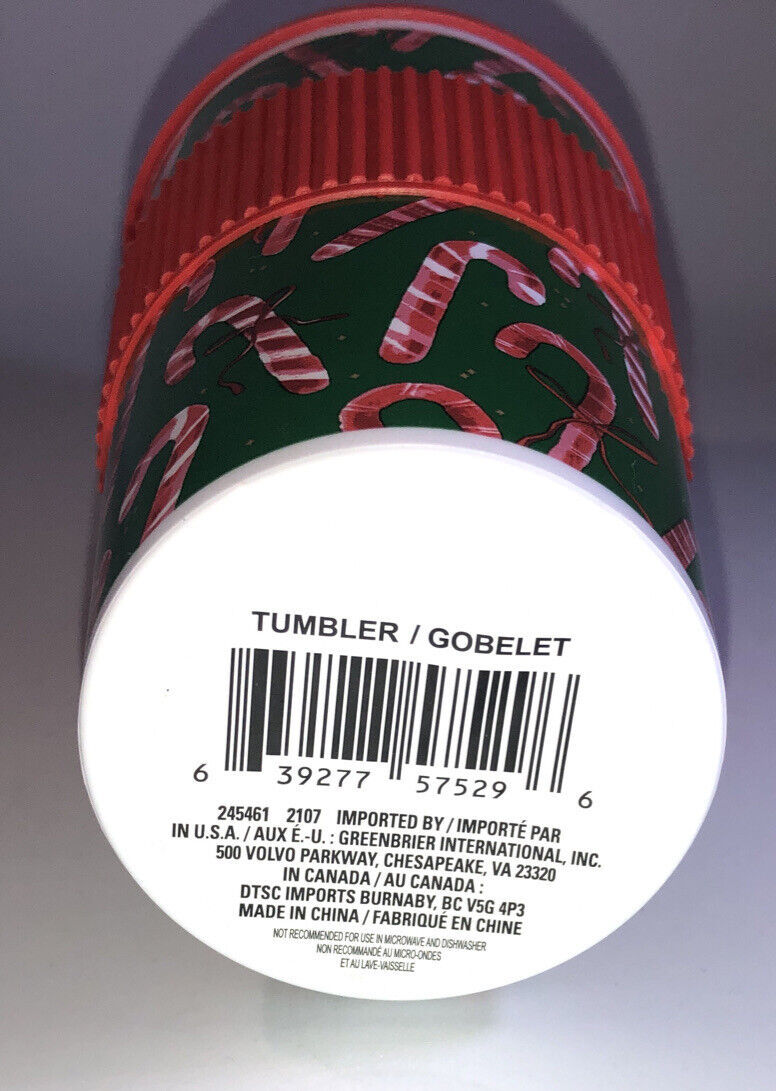 TUMBLER / GOBELET
6 39277 57529 6
245461 2107 IMPORTED BY / IMPORTÉ PAR
IN U.S.A. / AUX É.-U. : GREENBRIER INTERNATIONAL, INC.
500 VOLVO PARKWAY, CHESAPEAKE, VA 23320
IN CANADA / AU CANADA :
DTSC IMPORTS BURNABY, BC V5G 4P3
MADE IN CHINA / FABRIQUÉ EN CHINE
NOT RECOMMENDED FOR USE IN MICROWAVE AND DISHWASHER
NON RECOMMANDÉ AU MICRO-ONDES
ET AU LAVE-VAISSELLE